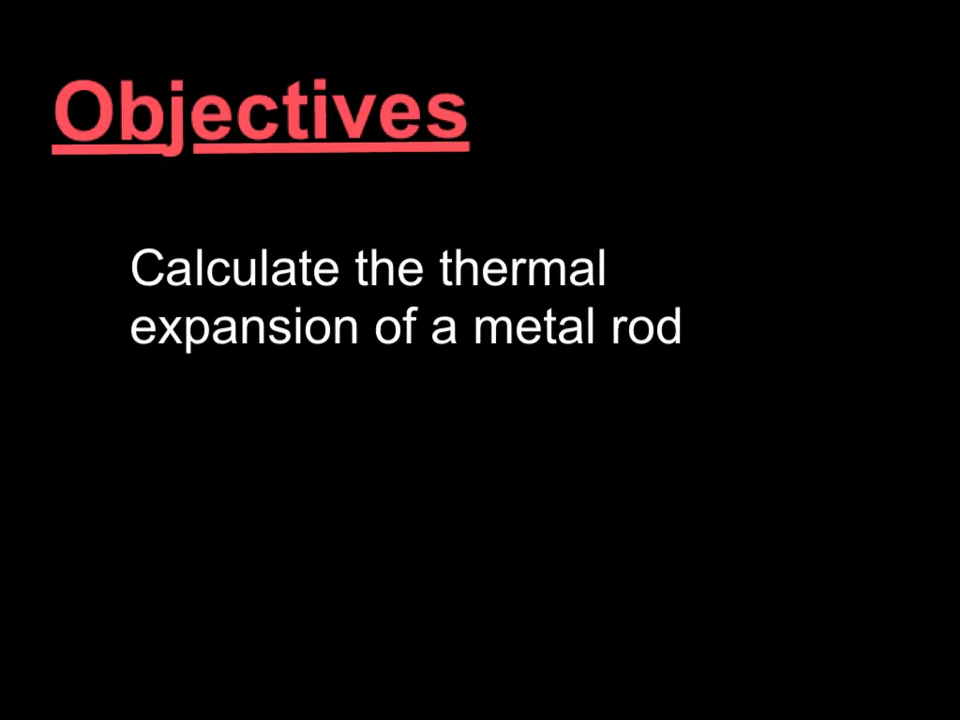 Objectives
Calculate the thermal
expansion of a metal rod